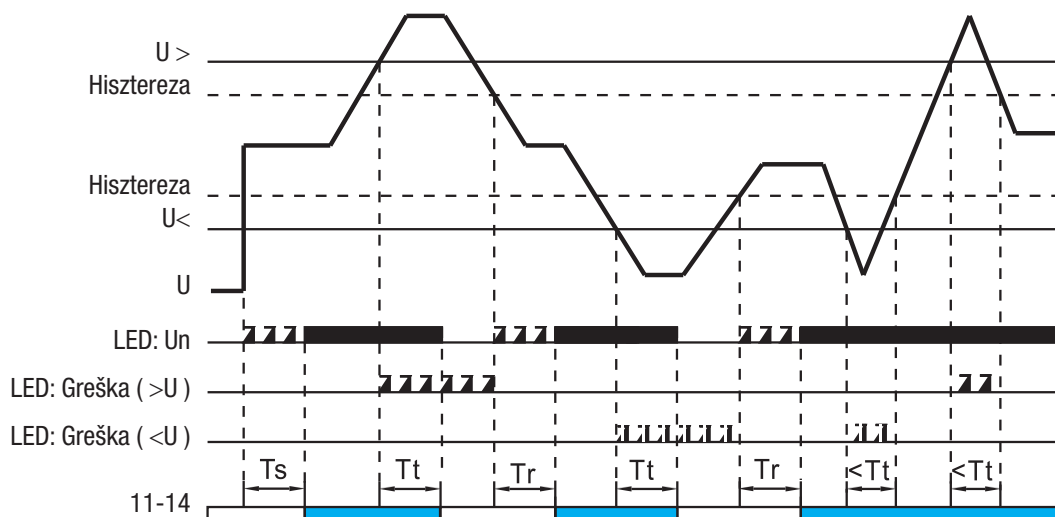 U >
Hisztereza
Hisztereza
U<
U
LED: Un
LED: Greška ( >U )
LED: Greška ( <U )
Ts Tt Tr Tt Tr <Tt <Tt
11-14